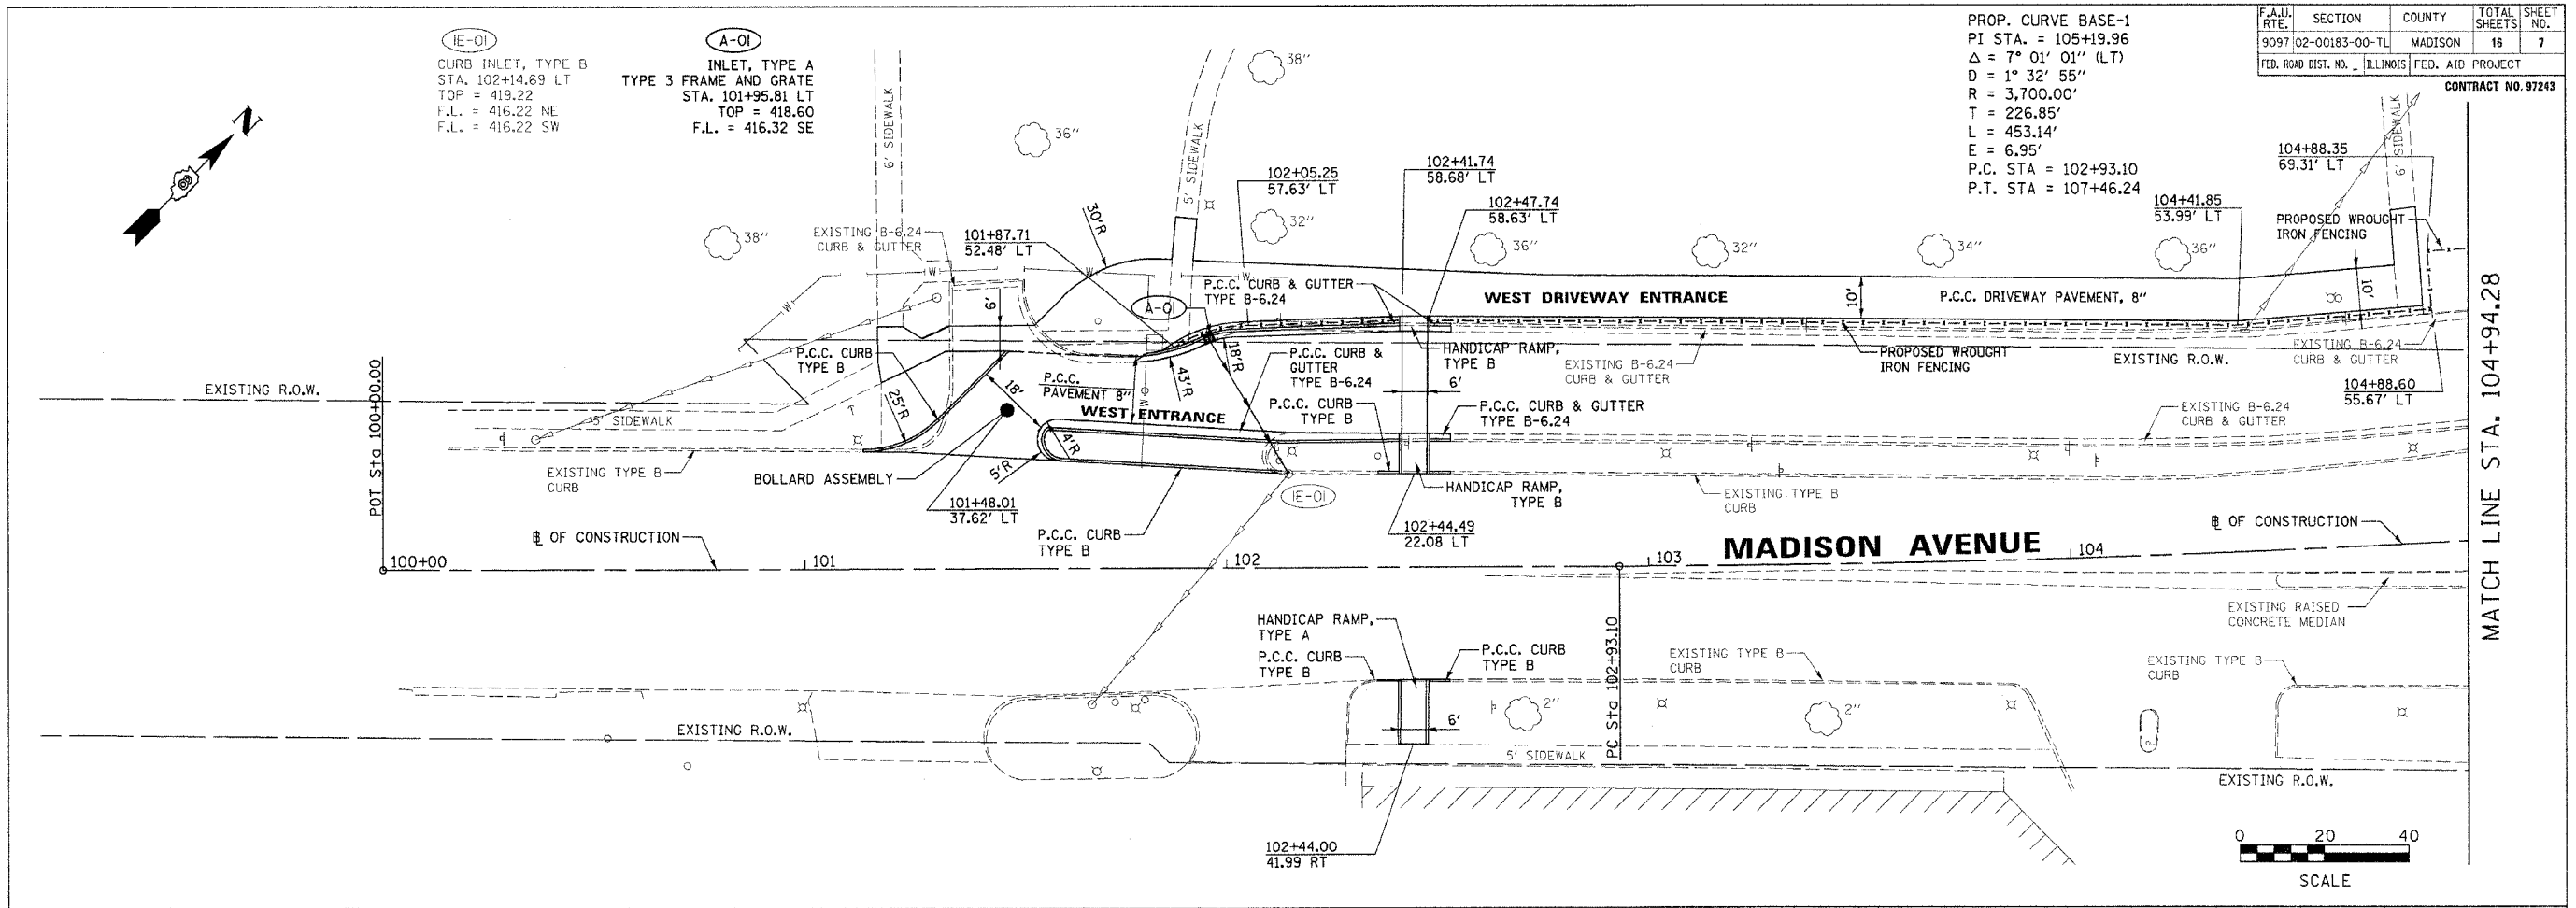 IE-01
CURB INLET, TYPE B
STA. 102+14.69 LT
TOP = 419.22
F.L. = 416.22 NE
F.L. = 416.22 SW
A-01
INLET, TYPE A
TYPE 3 FRAME AND GRATE
STA. 101+95.81 LT
TOP = 418.60
F.L. = 416.32 SE
PROP. CURVE BASE-1
PI STA. = 105+19.96
Δ = 7° 01' 01" (LT)
D = 1° 32' 55"
R = 3,700.00'
T = 226.85'
L = 453.14'
E = 6.95'
P.C. STA = 102+93.10
P.T. STA = 107+46.24
F.A.U. RTE. SECTION COUNTY TOTAL SHEETS SHEET NO.
9097 02-00183-00-TL MADISON 16 7
FED. ROAD DIST. NO. _ ILLINOIS FED. AID PROJECT
CONTRACT NO. 97243
N
6' SIDEWALK
5' SIDEWALK
6' SIDEWALK
38"
36"
38"
32"
36"
32"
34"
36"
30'R
EXISTING B-6.24
CURB & GUTTER
101+87.71
52.48' LT
102+05.25
57.63' LT
102+41.74
58.68' LT
102+47.74
58.63' LT
104+88.35
69.31' LT
104+41.85
53.99' LT
PROPOSED WROUGHT
IRON FENCING
W
W
W
W
W
6'
A-01
P.C.C. CURB & GUTTER
TYPE B-6.24
WEST DRIVEWAY ENTRANCE
10'
P.C.C. DRIVEWAY PAVEMENT, 8"
10'
P.C.C. CURB
TYPE B
18'R
43'R
P.C.C. CURB &
GUTTER
TYPE B-6.24
HANDICAP RAMP,
TYPE B
EXISTING B-6.24
CURB & GUTTER
PROPOSED WROUGHT
IRON FENCING
EXISTING R.O.W.
EXISTING B-6.24
CURB & GUTTER
104+88.60
55.67' LT
EXISTING R.O.W.
POT Sta 100+00.00
5' SIDEWALK
25'R
18'
P.C.C.
PAVEMENT 8"
WEST ENTRANCE
W
P.C.C. CURB
TYPE B
6'
P.C.C. CURB & GUTTER
TYPE B-6.24
EXISTING B-6.24
CURB & GUTTER
4'R
5'R
EXISTING TYPE B
CURB
BOLLARD ASSEMBLY
101+48.01
37.62' LT
IE-01
HANDICAP RAMP,
TYPE B
EXISTING TYPE B
CURB
102+44.49
22.08 LT
P.C.C. CURB
TYPE B
℄ OF CONSTRUCTION
100+00
101
102
103
MADISON AVENUE
104
℄ OF CONSTRUCTION
MATCH LINE STA. 104+94.28
PC Sta 102+93.10
EXISTING RAISED
CONCRETE MEDIAN
HANDICAP RAMP,
TYPE A
P.C.C. CURB
TYPE B
P.C.C. CURB
TYPE B
EXISTING TYPE B
CURB
EXISTING TYPE B
CURB
EXISTING R.O.W.
6'
2"
2"
5' SIDEWALK
EXISTING R.O.W.
102+44.00
41.99 RT
0 20 40
SCALE